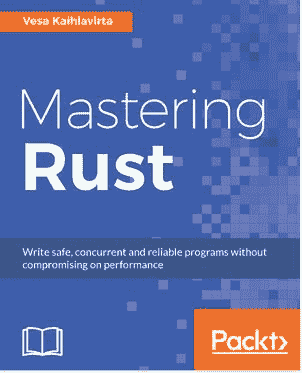 Vesa Kaihlavirta
Mastering
Rust
Write safe, concurrent and reliable programs without
compromising on performance
Packt>